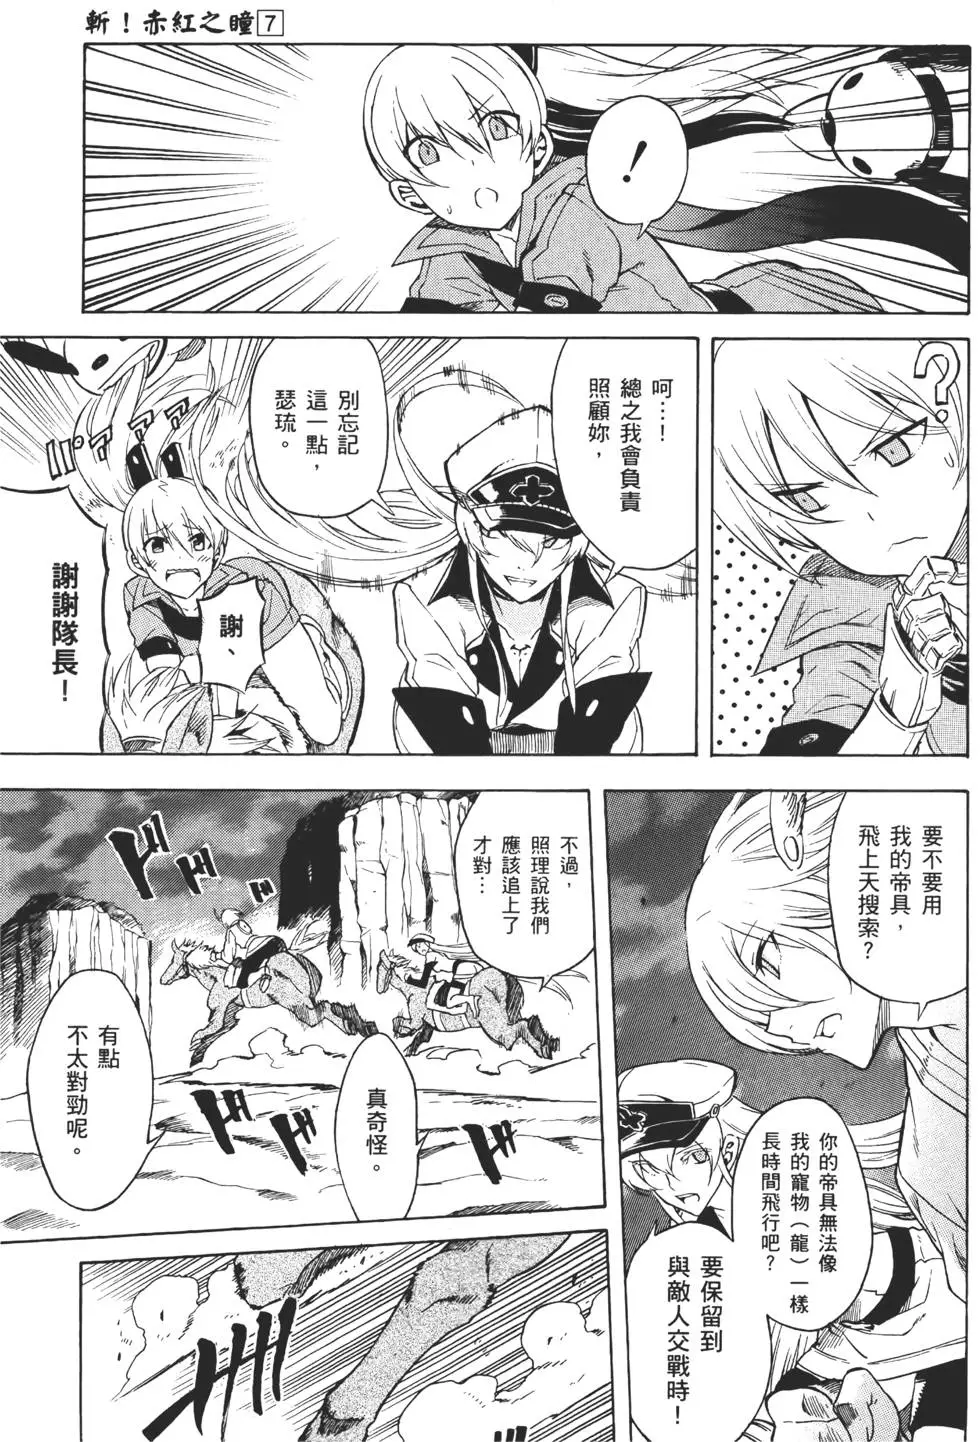 斬！赤紅之瞳7
！
？
呵…！
總之我會負責
照顧妳，
別忘記
這一點，
瑟琉。
謝、
謝謝隊長！
要不要用
我的帝具，
飛上天搜索？
你的帝具無法像
我的寵物（龍）一樣
長時間飛行吧？
要保留到
與敵人交戰時！
不過，
照理說我們
應該追上了
才對…
真奇怪。
有點
不太對勁呢。